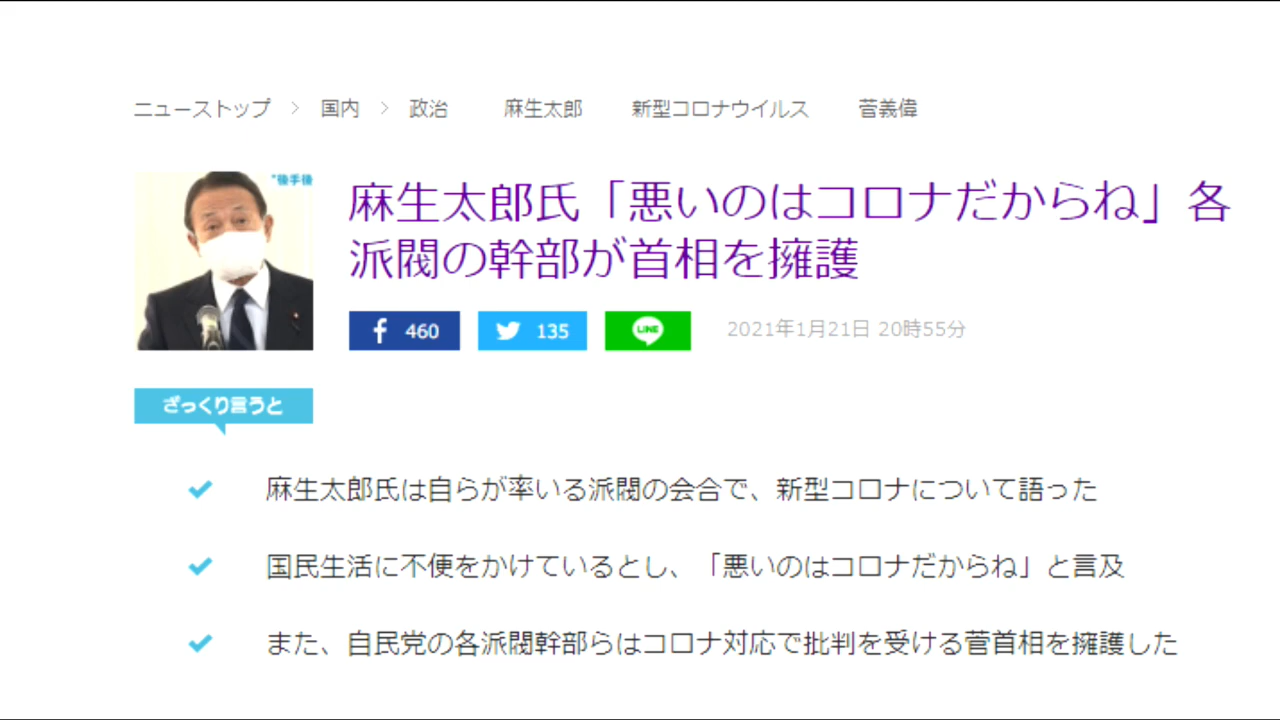 ニューストップ > 国内 > 政治 麻生太郎 新型コロナウイルス 菅義偉
"後手後
麻生太郎氏「悪いのはコロナだからね」各
派閥の幹部が首相を擁護
460 135 LINE 2021年1月21日 20時55分
ざっくり言うと
麻生太郎氏は自らが率いる派閥の会合で、新型コロナについて語った
国民生活に不便をかけているとし、「悪いのはコロナだからね」と言及
また、自民党の各派閥幹部らはコロナ対応で批判を受ける菅首相を擁護した